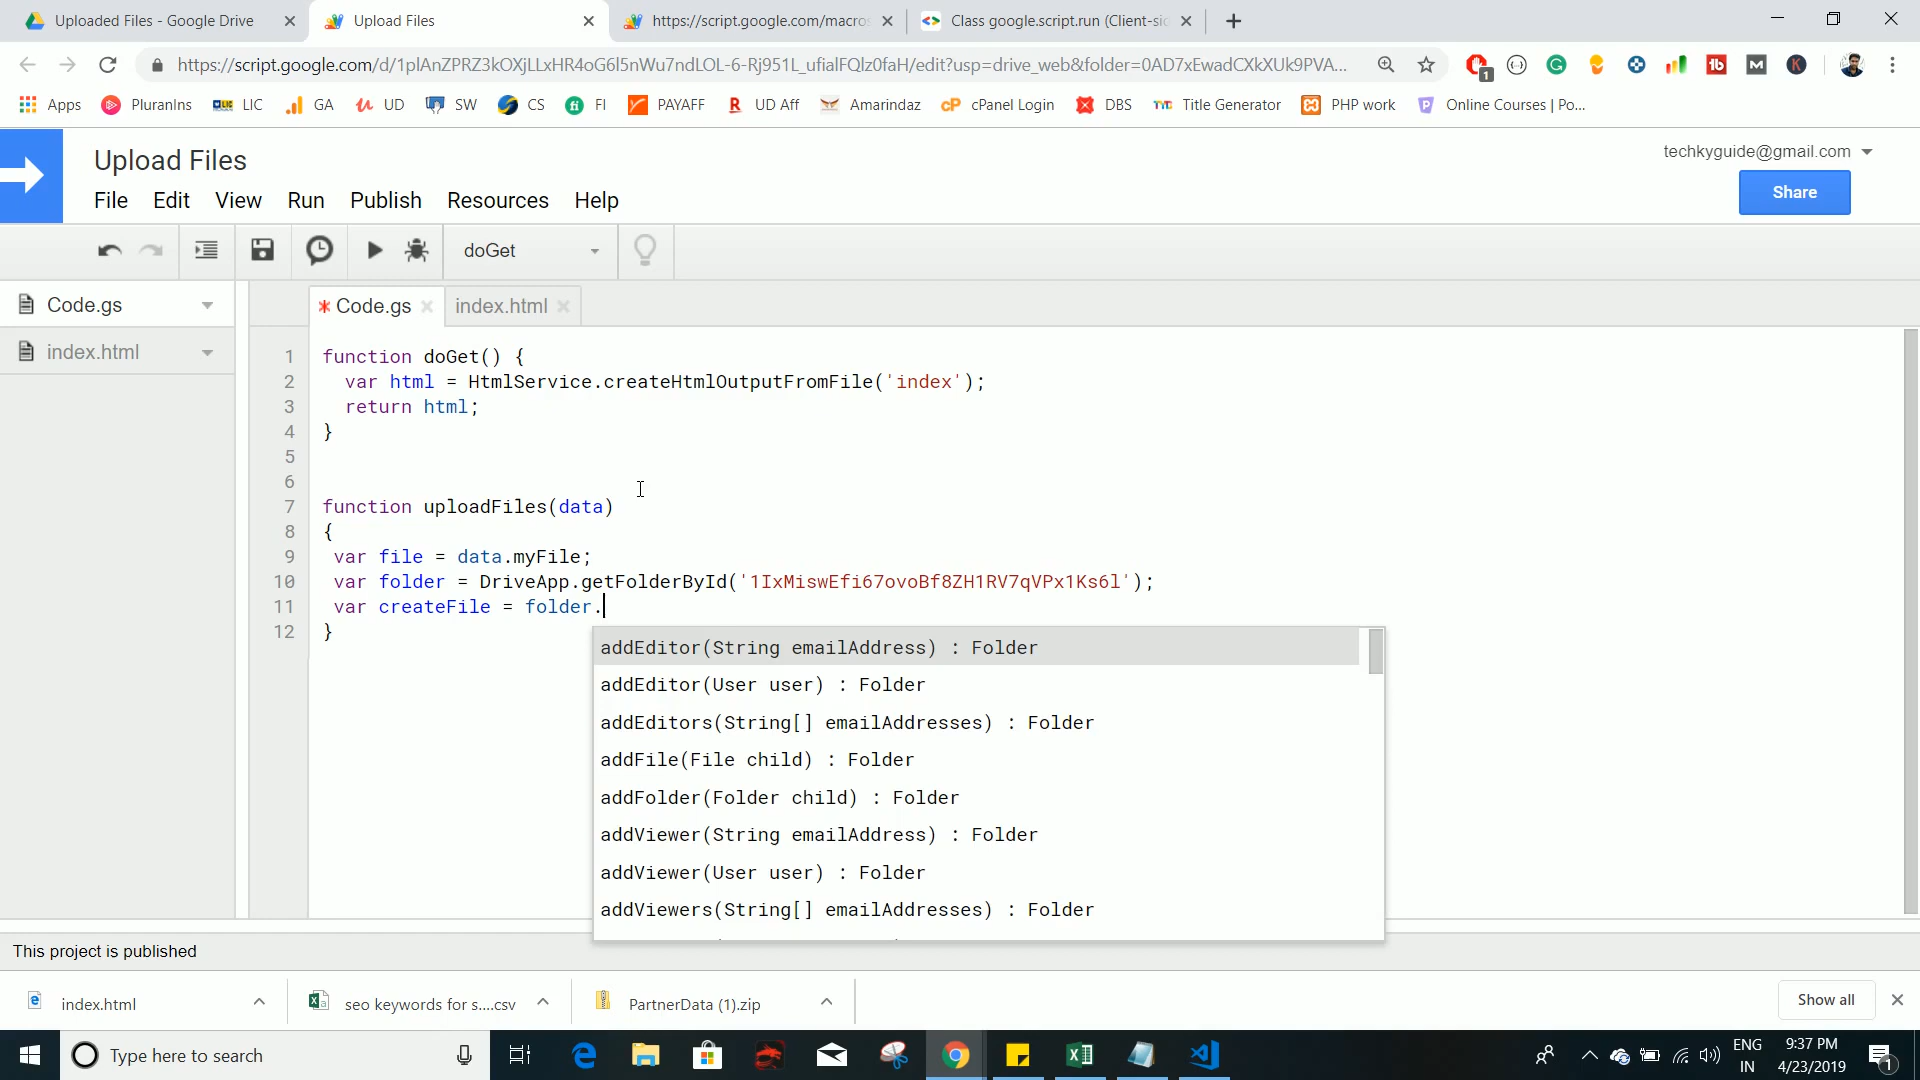 Uploaded Files - Google Drive
Upload Files
https://script.google.com/macros
Class google.script.run (Client-sid
https://script.google.com/d/1plAnZPRZ3kOXjLLxHR4oG6l5nWu7ndLOL-6-Rj951L_ufialFQlz0faH/edit?usp=drive_web&folder=0AD7xEwadCXkXUk9PVA...
1
Apps
PluranIns
LIC
GA
UD
SW
CS
FI
PAYAFF
UD Aff
Amarindaz
cPanel Login
DBS
Title Generator
PHP work
Online Courses | Po...
Upload Files
techkyguide@gmail.com
File Edit View Run Publish Resources Help
Share
doGet
Code.gs
index.html
* Code.gs
index.html
1 function doGet() {
2 var html = HtmlService.createHtmlOutputFromFile('index');
3 return html;
4 }
5
6
7 function uploadFiles(data)
8 {
9 var file = data.myFile;
10 var folder = DriveApp.getFolderById('1IxMiswEfi67ovoBf8ZH1RV7qVPx1Ks6l');
11 var createFile = folder.
12 }
addEditor(String emailAddress) : Folder
addEditor(User user) : Folder
addEditors(String[] emailAddresses) : Folder
addFile(File child) : Folder
addFolder(Folder child) : Folder
addViewer(String emailAddress) : Folder
addViewer(User user) : Folder
addViewers(String[] emailAddresses) : Folder
This project is published
index.html
seo keywords for s....csv
PartnerData (1).zip
Show all
Type here to search
ENG
IN
9:37 PM
4/23/2019
1